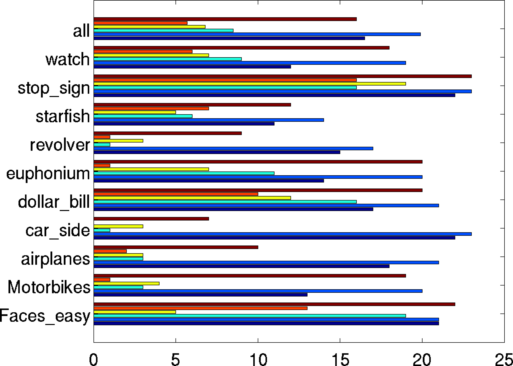 all
watch
stop_sign
starfish
revolver
euphonium
dollar_bill
car_side
airplanes
Motorbikes
Faces_easy
0 5 10 15 20 25